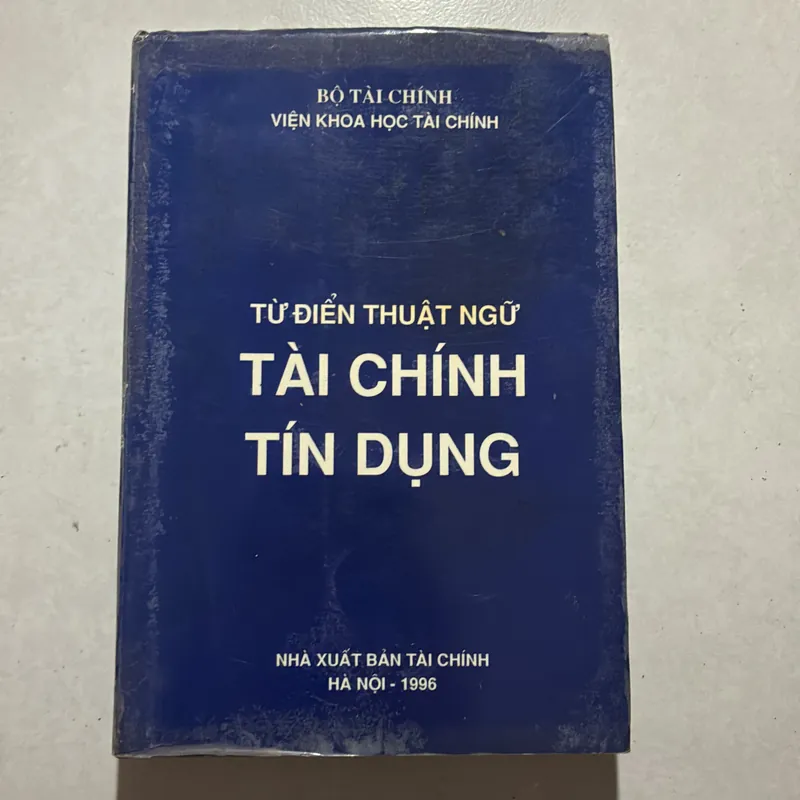 BỘ TÀI CHÍNH
VIỆN KHOA HỌC TÀI CHÍNH
TỪ ĐIỂN THUẬT NGỮ
TÀI CHÍNH
TÍN DỤNG
NHÀ XUẤT BẢN TÀI CHÍNH
HÀ NỘI - 1996